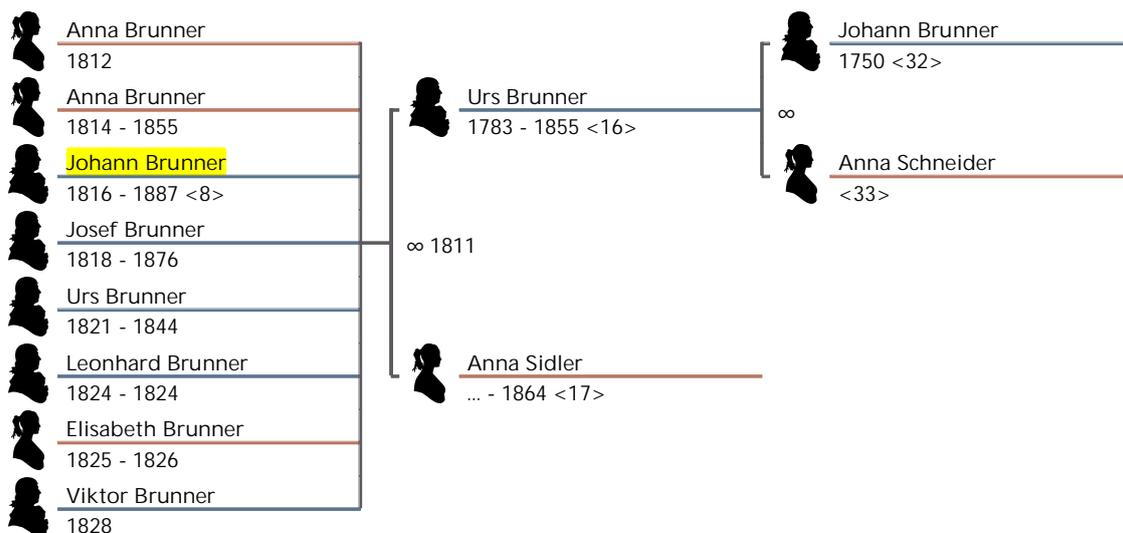 Anna Brunner
1812
Anna Brunner
1814 - 1855
Johann Brunner
1816 - 1887 <8>
Josef Brunner
1818 - 1876
Urs Brunner
1821 - 1844
Leonhard Brunner
1824 - 1824
Elisabeth Brunner
1825 - 1826
Viktor Brunner
1828
Urs Brunner
1783 - 1855 <16>
∞ 1811
Anna Sidler
... - 1864 <17>
Johann Brunner
1750 <32>
∞
Anna Schneider
<33>